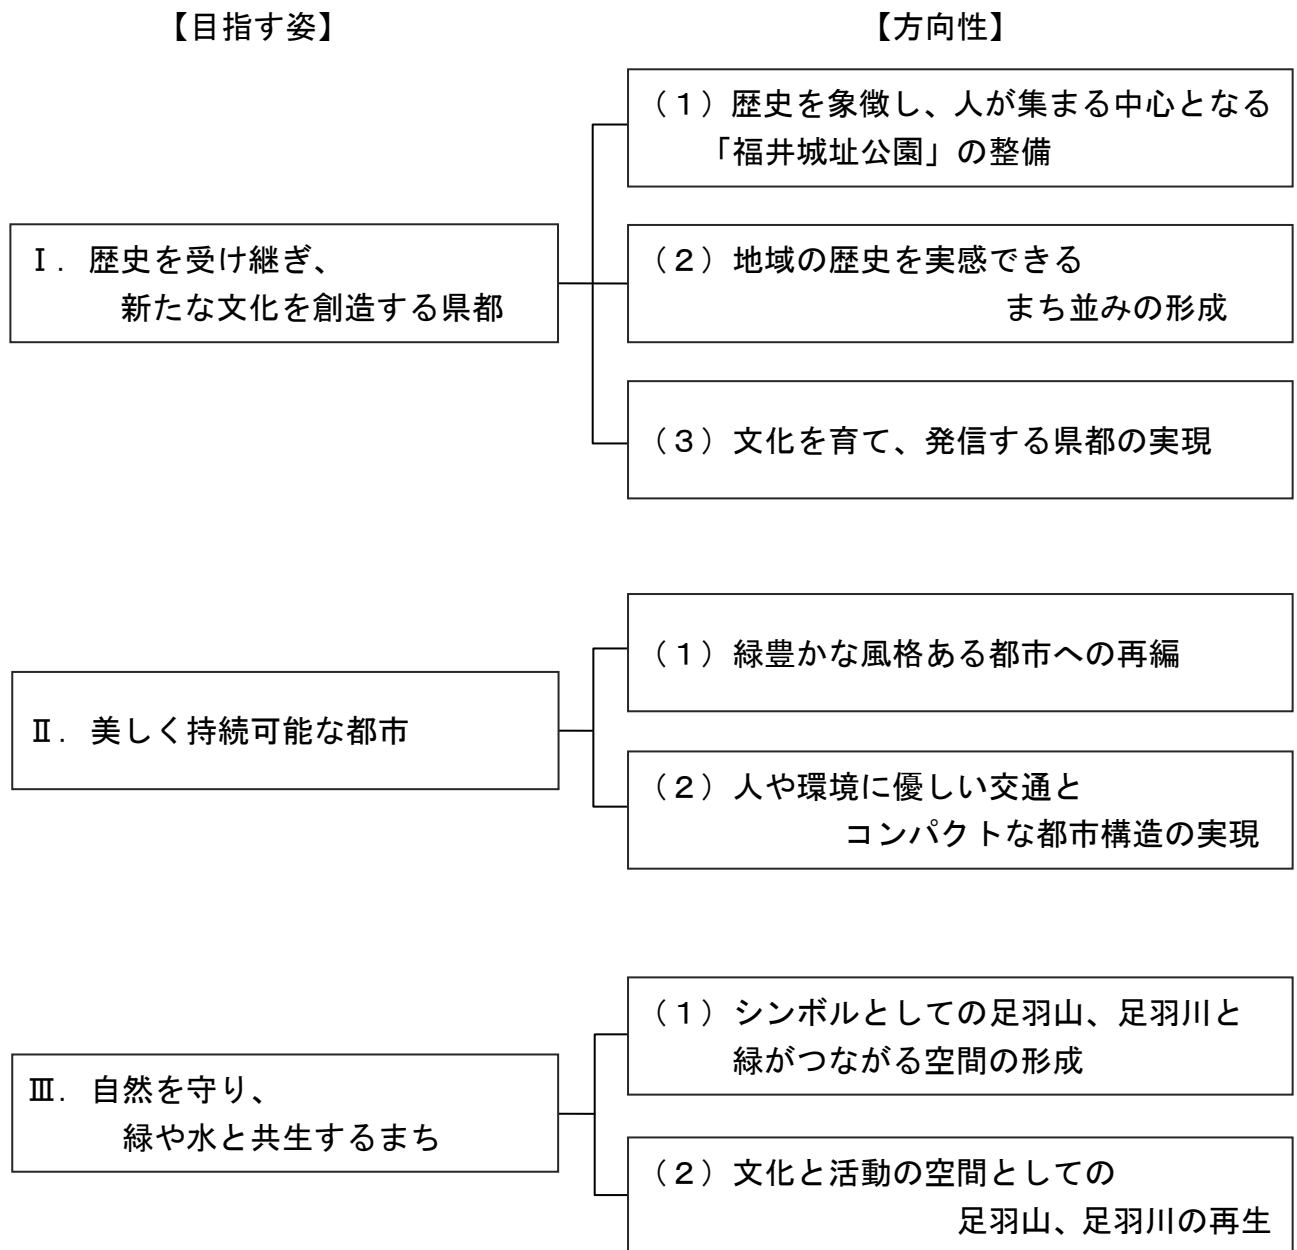 【目指す姿】
【方向性】
Ⅰ．歴史を受け継ぎ、
新たな文化を創造する県都
（１）歴史を象徴し、人が集まる中心となる
「福井城址公園」の整備
（２）地域の歴史を実感できる
まち並みの形成
（３）文化を育て、発信する県都の実現
Ⅱ．美しく持続可能な都市
（１）緑豊かな風格ある都市への再編
（２）人や環境に優しい交通と
コンパクトな都市構造の実現
Ⅲ．自然を守り、
緑や水と共生するまち
（１）シンボルとしての足羽山、足羽川と
緑がつながる空間の形成
（２）文化と活動の空間としての
足羽山、足羽川の再生